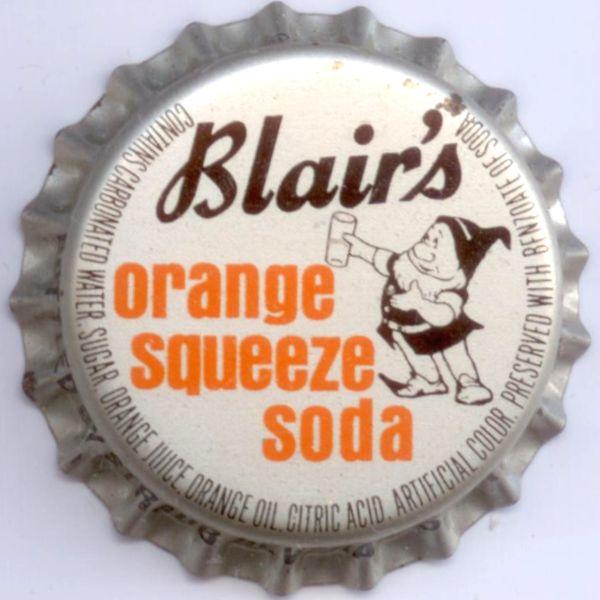 Blair's
orange
squeeze
soda
CONTAINS CARBONATED WATER, SUGAR, ORANGE JUICE ORANGE OIL, CITRIC ACID, ARTIFICIAL COLOR, PRESERVED WITH BENZOATE OF SODA